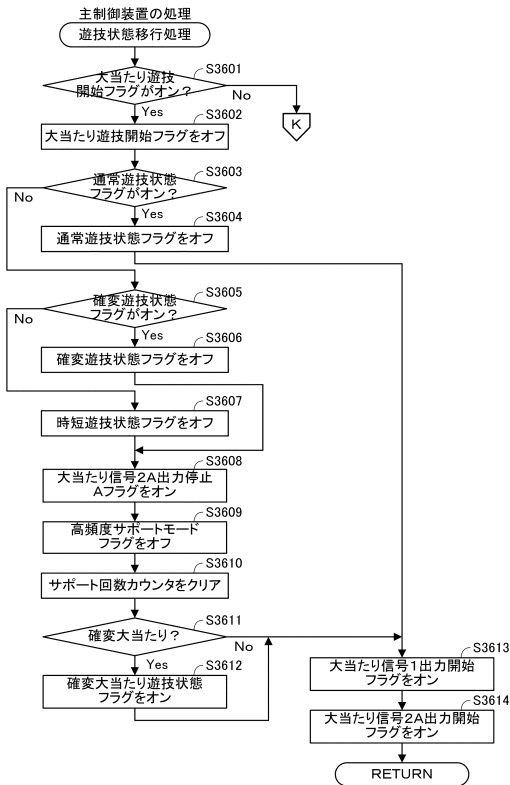 主制御装置の処理
遊技状態移行処理
S3601
大当たり遊技
開始フラグがオン？
No
K
Yes
S3602
大当たり遊技開始フラグをオフ
S3603
通常遊技状態
フラグがオン？
No
Yes
S3604
通常遊技状態フラグをオフ
S3605
確変遊技状態
フラグがオン？
No
Yes
S3606
確変遊技状態フラグをオフ
S3607
時短遊技状態フラグをオフ
S3608
大当たり信号2A出力停止
Aフラグをオン
S3609
高頻度サポートモード
フラグをオフ
S3610
サポート回数カウンタをクリア
S3611
確変大当たり？
No
Yes
S3612
確変大当たり遊技状態
フラグをオン
S3613
大当たり信号1出力開始
フラグをオン
S3614
大当たり信号2A出力開始
フラグをオン
RETURN